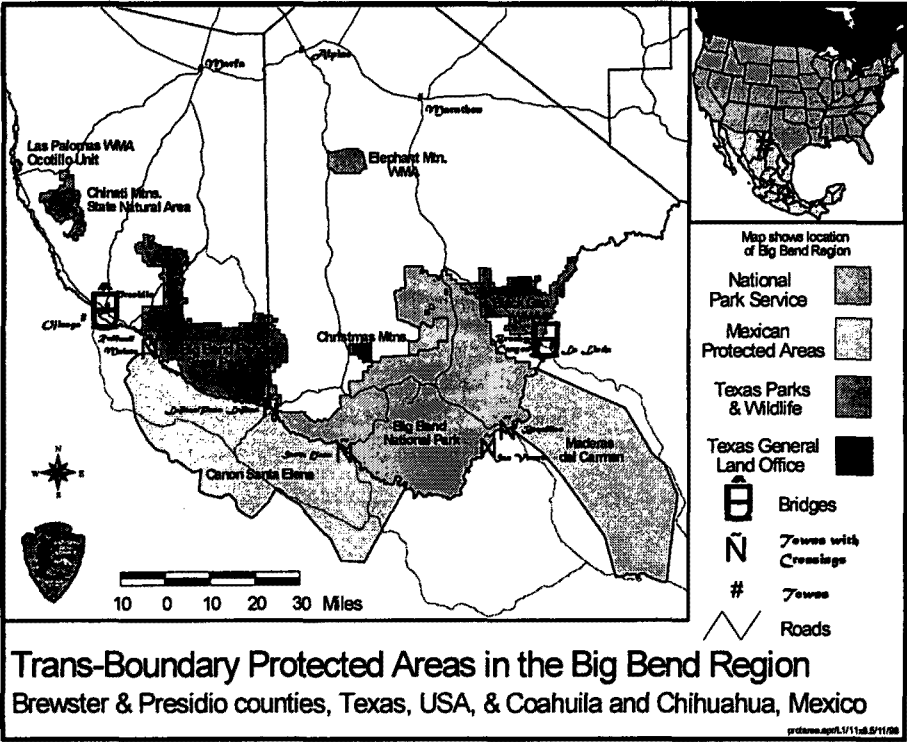 Marfa
Alpine
Marathon
Las Palomas WMA
Ocotillo Unit
Chinati Mtns.
State Natural Area
Elephant Mtn.
WMA
Presidio
Ojinaga
Christmas Mtns.
La Linda
Big Bend
National Park
Maderas
del Carmen
Canon Santa Elena
N
W
E
S
10 0 10 20 30 Miles
Map shows location
of Big Bend Region
National
Park Service
Mexican
Protected Areas
Texas Parks
& Wildlife
Texas General
Land Office
Bridges
Ñ Towns with
Crossings
# Towns
Roads
Trans-Boundary Protected Areas in the Big Bend Region
Brewster & Presidio counties, Texas, USA, & Coahuila and Chihuahua, Mexico